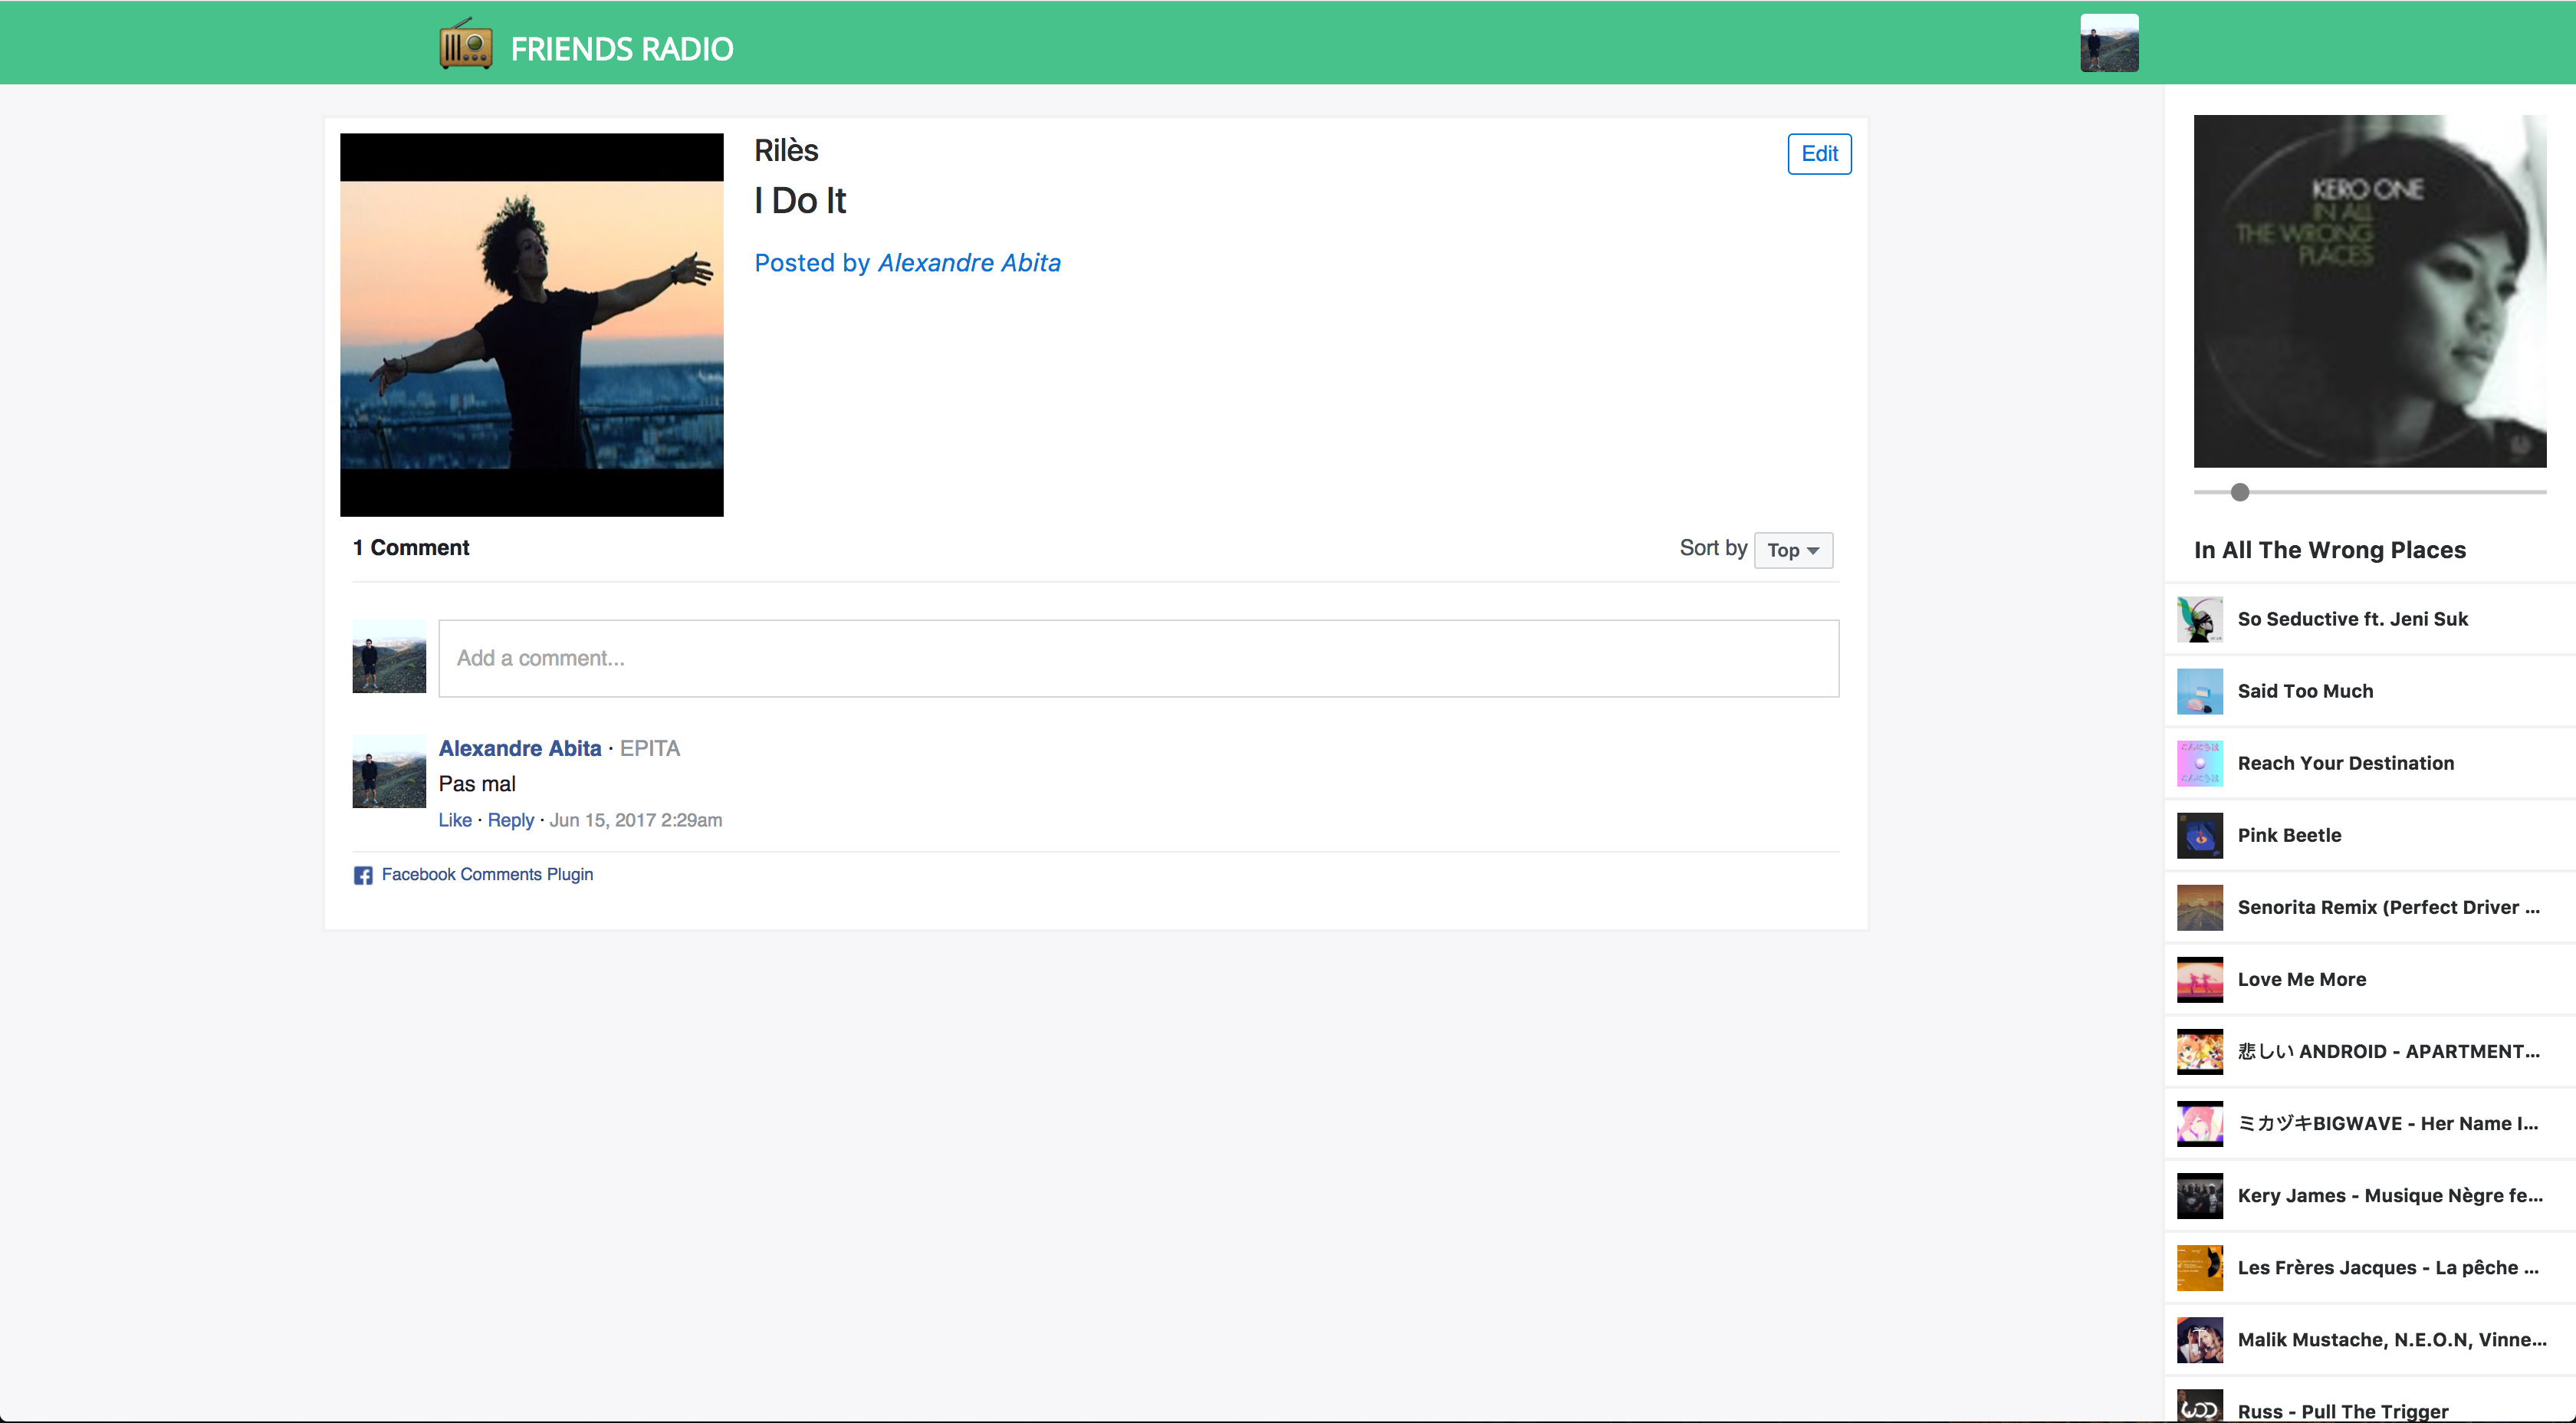 FRIENDS RADIO
Rilès
Edit
I Do It
Posted by Alexandre Abita
1 Comment
Sort by Top
Add a comment...
Alexandre Abita · EPITA
Pas mal
Like · Reply · Jun 15, 2017 2:29am
Facebook Comments Plugin
KERO ONE
IN ALL
THE WRONG
PLACES
In All The Wrong Places
So Seductive ft. Jeni Suk
Said Too Much
Reach Your Destination
Pink Beetle
Senorita Remix (Perfect Driver ...
Love Me More
悲しい ANDROID - APARTMENT...
ミカヅキBIGWAVE - Her Name I...
Kery James - Musique Nègre fe...
Les Frères Jacques - La pêche ...
Malik Mustache, N.E.O.N, Vinne...
Russ - Pull The Trigger